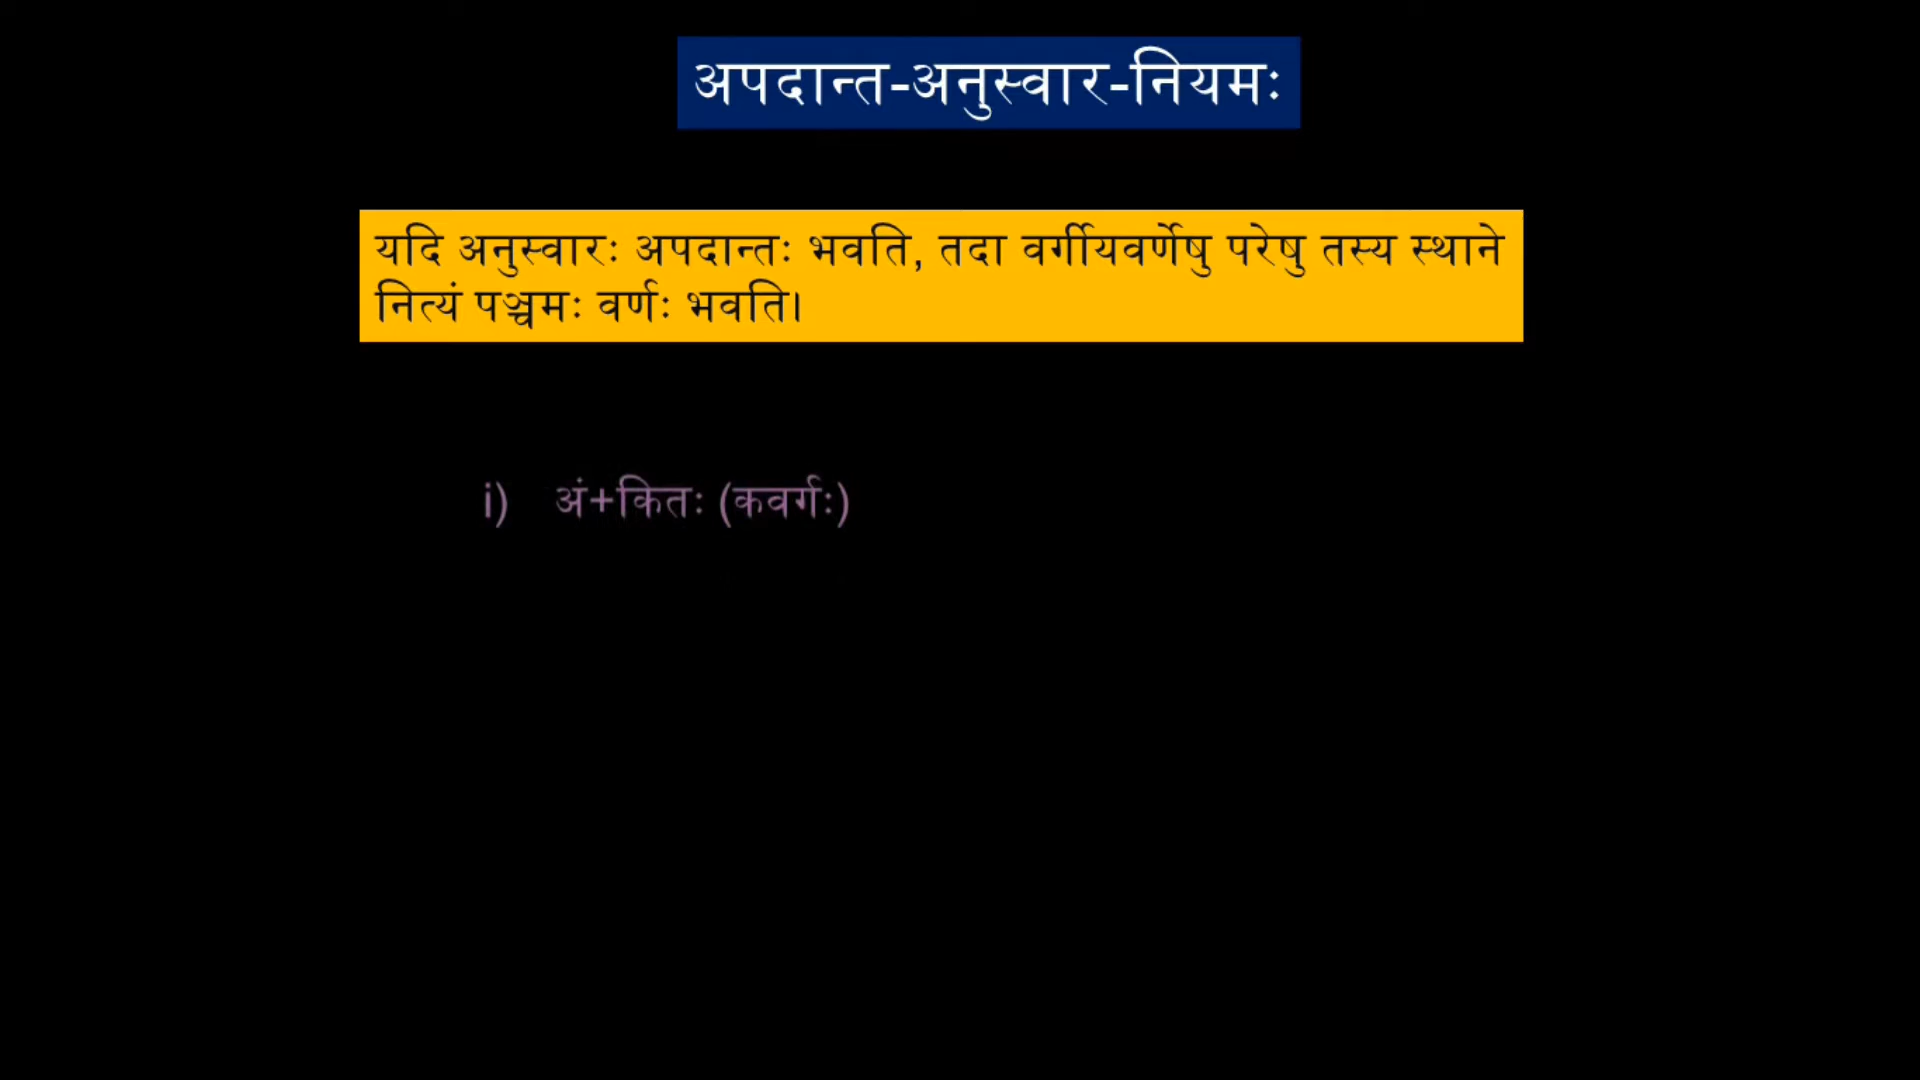 अपदान्त-अनुस्वार-नियमः
यदि अनुस्वारः अपदान्तः भवति, तदा वर्गीयवर्णेषु परेषु तस्य स्थाने
नित्यं पञ्चमः वर्णः भवति।
i) अं+कितः (कवर्गः)